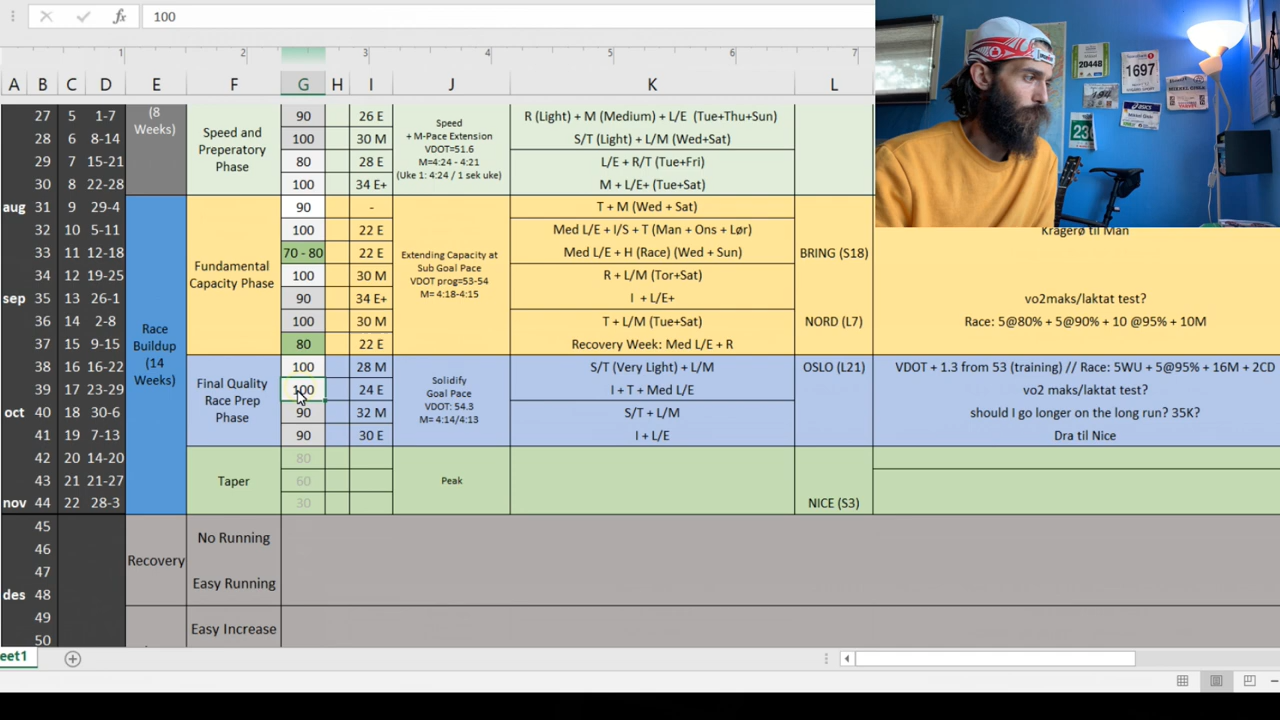 fx 100
1 2 3 4 5 6 7
A B C D E F G H I J K L
27 5 1-7 (8 90 26 E Speed R (Light) + M (Medium) + L/E (Tue+Thu+Sun)
28 6 8-14 Weeks) Speed and 100 30 M + M-Pace Extension S/T (Light) + L/M (Wed+Sat)
Preperatory VDOT=51.6
29 7 15-21 Phase 80 28 E M=4:24 - 4:21 L/E + R/T (Tue+Fri)
(Uke 1: 4:24 / 1 sek uke)
30 8 22-28 100 34 E+ M + L/E+ (Tue+Sat)
aug 31 9 29-4 90 - T + M (Wed + Sat)
32 10 5-11 100 22 E Med L/E + I/S + T (Man + Ons + Lør) Kragerø til Man
33 11 12-18 70 - 80 22 E Extending Capacity at Med L/E + H (Race) (Wed + Sun) BRING (S18)
Fundamental Sub Goal Pace
34 12 19-25 Capacity Phase 100 30 M VDOT prog=53-54 R + L/M (Tor+Sat)
sep 35 13 26-1 90 34 E+ M= 4:18-4:15 I + L/E+ vo2maks/laktat test?
36 14 2-8 Race 100 30 M T + L/M (Tue+Sat) NORD (L7) Race: 5@80% + 5@90% + 10 @95% + 10M
37 15 9-15 Buildup 80 22 E Recovery Week: Med L/E + R
38 16 16-22 (14 100 28 M S/T (Very Light) + L/M OSLO (L21) VDOT + 1.3 from 53 (training) // Race: 5WU + 5@95% + 16M + 2CD
39 17 23-29 Weeks) Final Quality 100 24 E Solidify I + T + Med L/E vo2 maks/laktat test?
Race Prep Goal Pace
oct 40 18 30-6 Phase 90 32 M VDOT: 54.3 S/T + L/M should I go longer on the long run? 35K?
41 19 7-13 90 30 E M= 4:14/4:13 I + L/E Dra til Nice
42 20 14-20 80
43 21 21-27 Taper 60 Peak
nov 44 22 28-3 30 NICE (S3)
45 No Running
46 Recovery
47 Easy Running
des 48
49 Easy Increase
50
eet1
20448
1697
23
asics